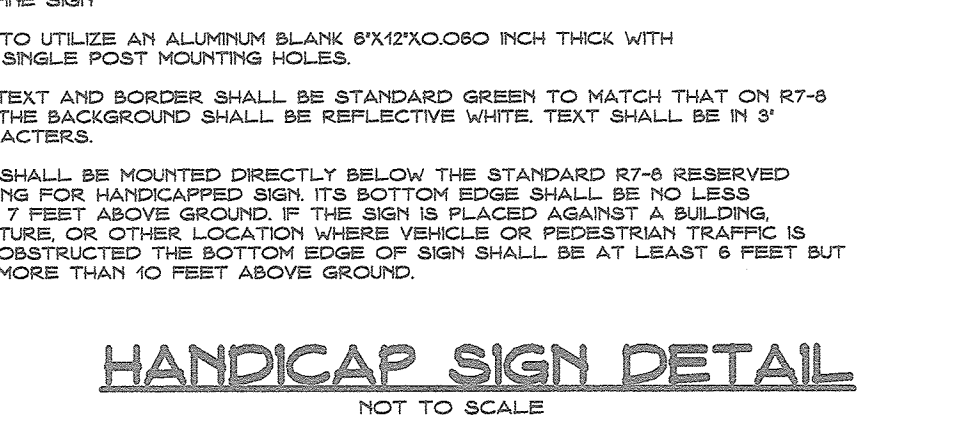 FINE SIGN
TO UTILIZE AN ALUMINUM BLANK 6"X12"X0.060 INCH THICK WITH
SINGLE POST MOUNTING HOLES.
TEXT AND BORDER SHALL BE STANDARD GREEN TO MATCH THAT ON R7-8
THE BACKGROUND SHALL BE REFLECTIVE WHITE. TEXT SHALL BE IN 3"
ACTERS.
SHALL BE MOUNTED DIRECTLY BELOW THE STANDARD R7-8 RESERVED
NG FOR HANDICAPPED SIGN. ITS BOTTOM EDGE SHALL BE NO LESS
7 FEET ABOVE GROUND. IF THE SIGN IS PLACED AGAINST A BUILDING,
TURE, OR OTHER LOCATION WHERE VEHICLE OR PEDESTRIAN TRAFFIC IS
OBSTRUCTED THE BOTTOM EDGE OF SIGN SHALL BE AT LEAST 6 FEET BUT
MORE THAN 10 FEET ABOVE GROUND.
HANDICAP SIGN DETAIL
NOT TO SCALE